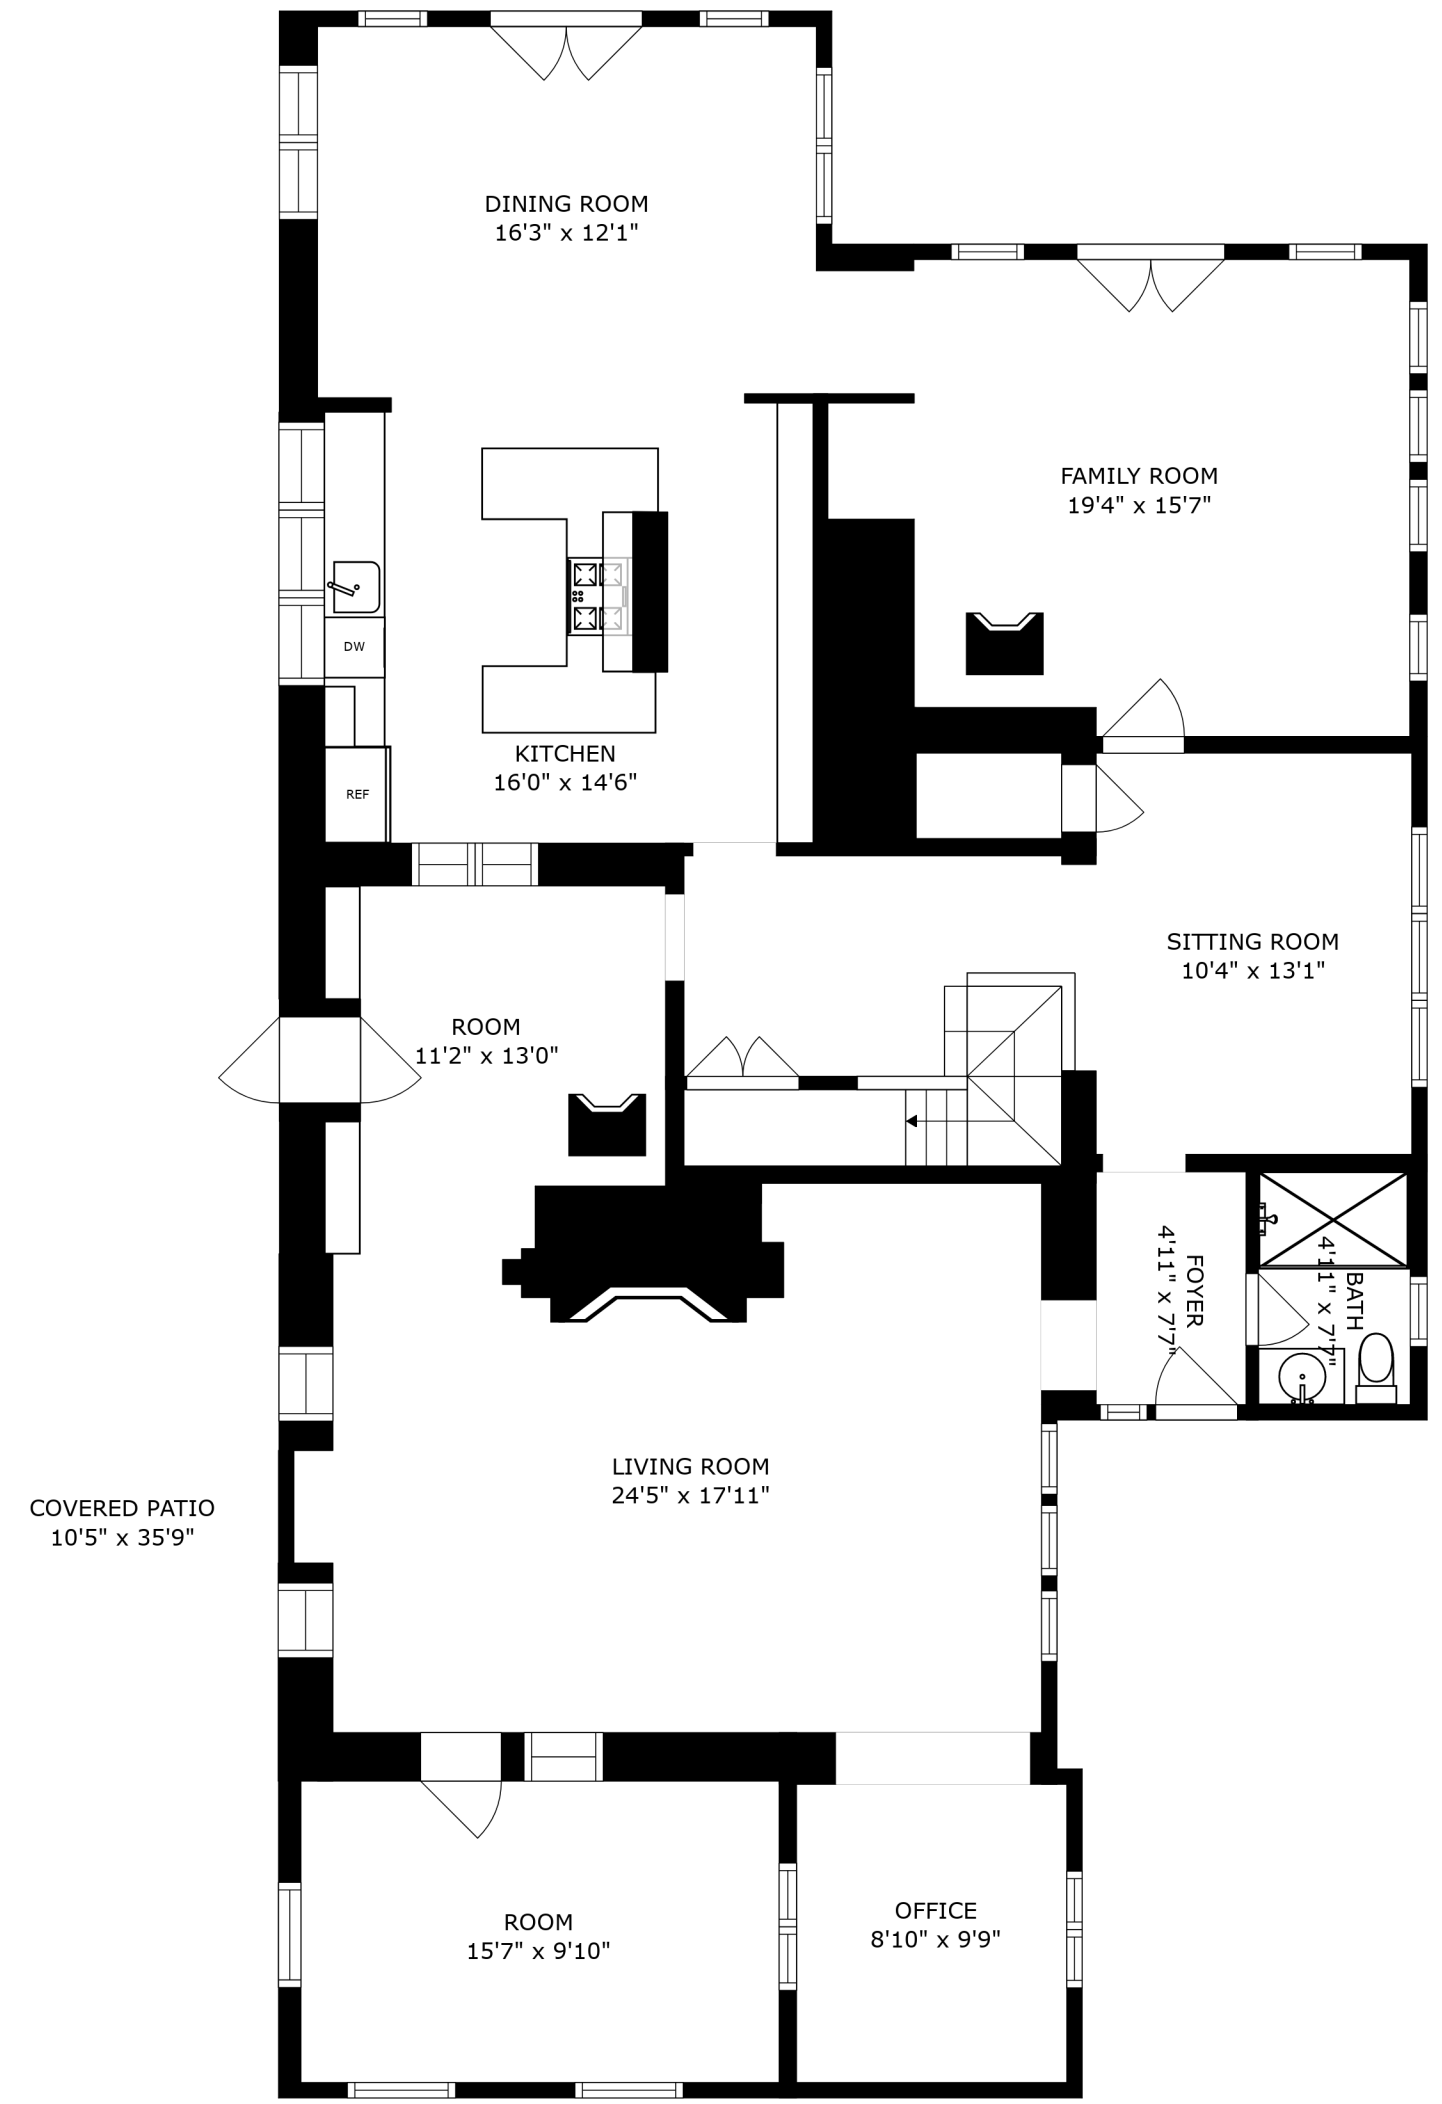 DINING ROOM
16'3" x 12'1"
FAMILY ROOM
19'4" x 15'7"
DW
KITCHEN
16'0" x 14'6"
REF
SITTING ROOM
10'4" x 13'1"
ROOM
11'2" x 13'0"
FOYER
4'11" x 7'7"
BATH
4'11" x 7'7"
LIVING ROOM
24'5" x 17'11"
COVERED PATIO
10'5" x 35'9"
OFFICE
8'10" x 9'9"
ROOM
15'7" x 9'10"